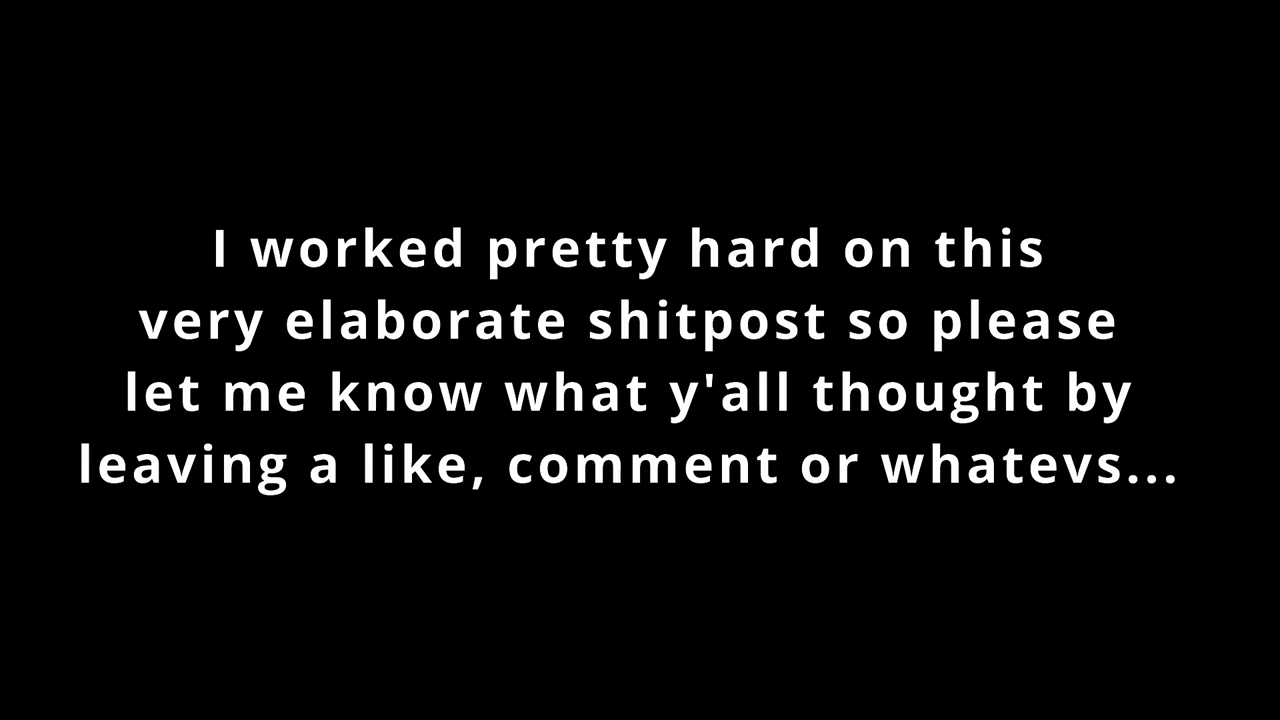 I worked pretty hard on this
very elaborate shitpost so please
let me know what y'all thought by
leaving a like, comment or whatevs...